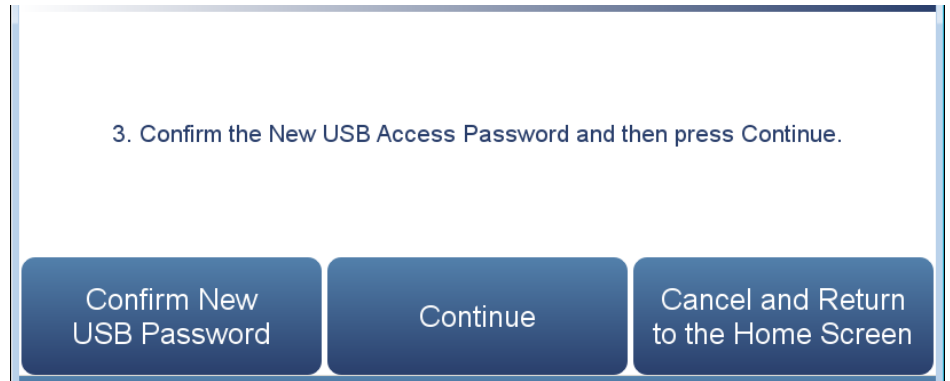 3. Confirm the New USB Access Password and then press Continue.
Confirm New
USB Password
Continue
Cancel and Return
to the Home Screen